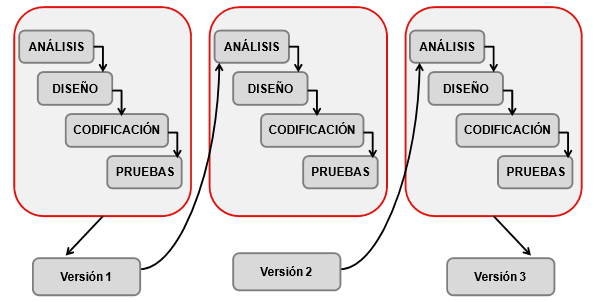 ANÁLISIS
DISEÑO
CODIFICACIÓN
PRUEBAS
ANÁLISIS
DISEÑO
CODIFICACIÓN
PRUEBAS
ANÁLISIS
DISEÑO
CODIFICACIÓN
PRUEBAS
Versión 1
Versión 2
Versión 3